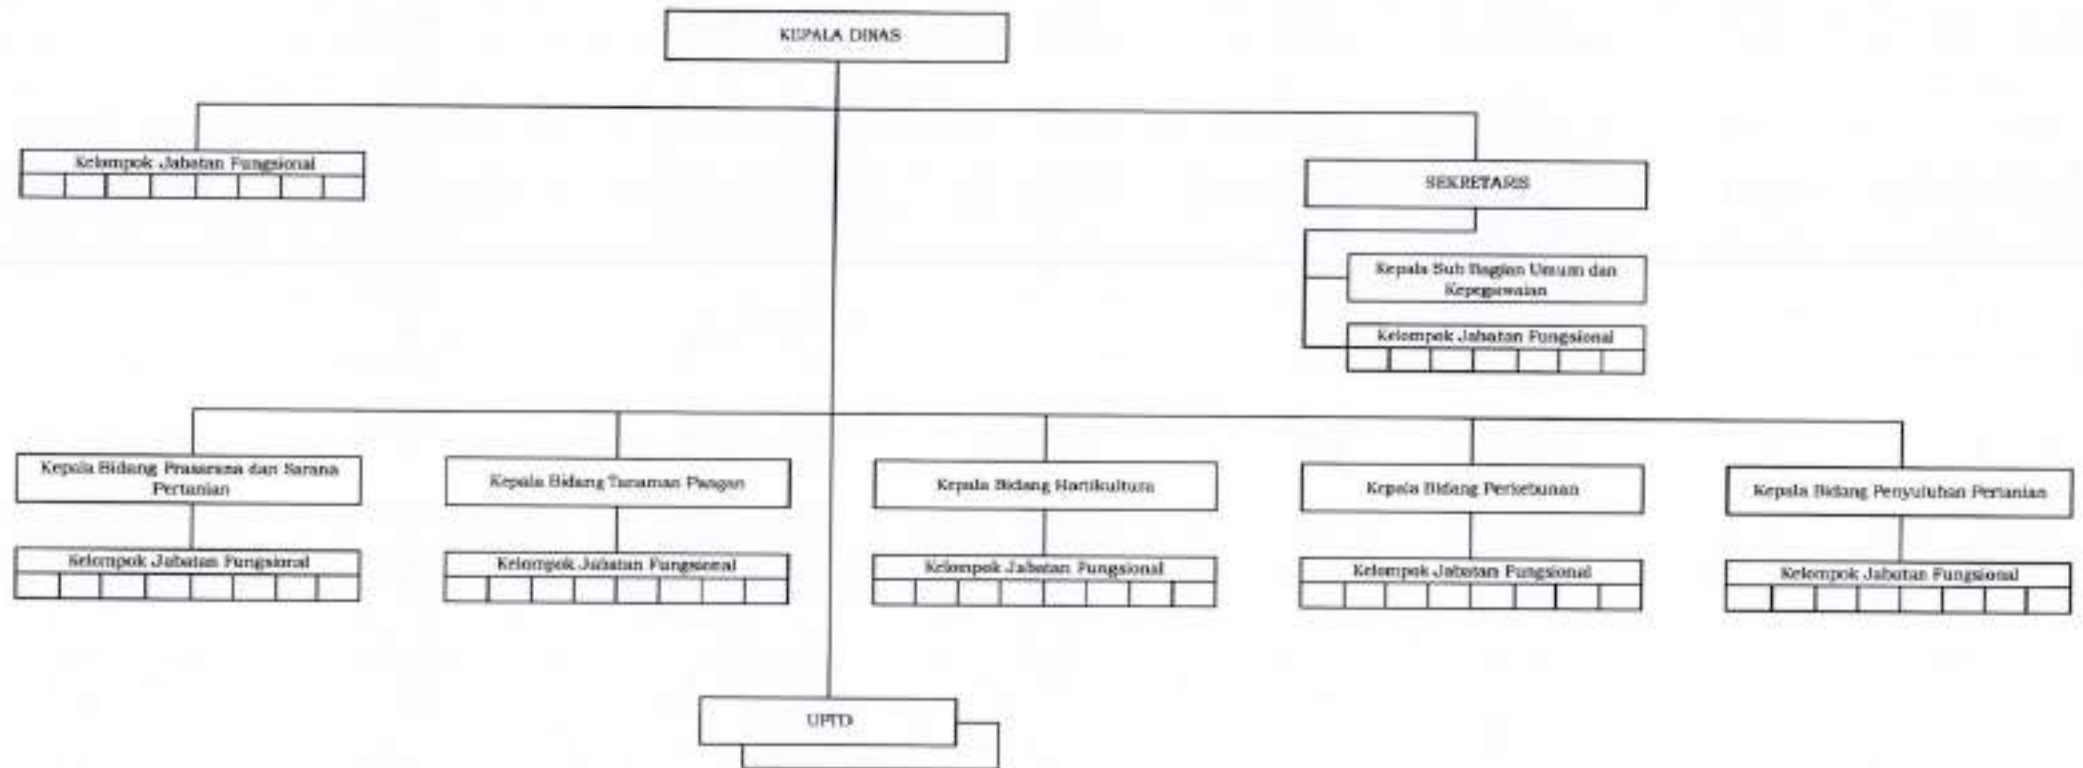 KEPALA DINAS
Kelompok Jabatan Fungsional
SEKRETARIS
Kepala Sub Bagian Umum dan
Kepegawaian
Kelompok Jabatan Fungsional
Kepala Bidang Prasarana dan Sarana
Pertanian
Kepala Bidang Tanaman Pangan
Kepala Bidang Hortikultura
Kepala Bidang Perkebunan
Kepala Bidang Penyuluhan Pertanian
Kelompok Jabatan Fungsional
Kelompok Jabatan Fungsional
Kelompok Jabatan Fungsional
Kelompok Jabatan Fungsional
Kelompok Jabatan Fungsional
UPTD